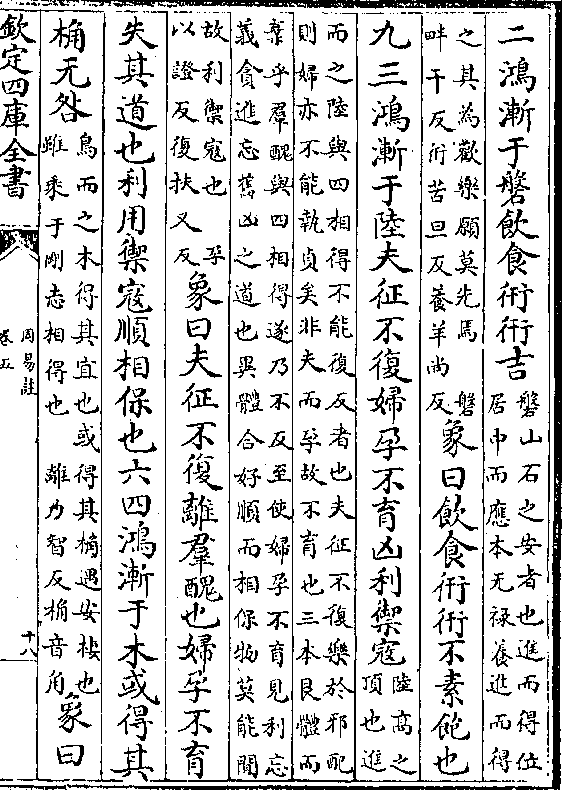 二鴻漸于磐飲食衎衎吉
磐山石之安者也進而得位
居中而應本无禄養進而得
之其為歡樂願莫先焉　磐
畔干反衎苦旦反養羊尚反
象曰飲食衎衎不素飽也
九三鴻漸于陸夫征不復婦孕不育凶利禦寇
陸高之
頂也進
而之陸與四相得不能復反者也夫征不復樂於邪配
則婦亦不能執貞矣非夫而孕故不育也三本艮體而
棄乎羣醜與四相得遂乃不反至使婦孕不育見利忘
義貪進忘舊凶之道也異體合好順而相保物莫能間
故利禦寇也　孕
以證反復扶又反
象曰夫征不復離羣醜也婦孕不育
失其道也利用禦寇順相保也六四鴻漸于木或得其
桷无咎
鳥而之木得其宜也或得其桷遇安棲也
雖乘于剛志相得也　離乃智反桷音角
象曰
欽定四庫全書
周易註
卷五
十八